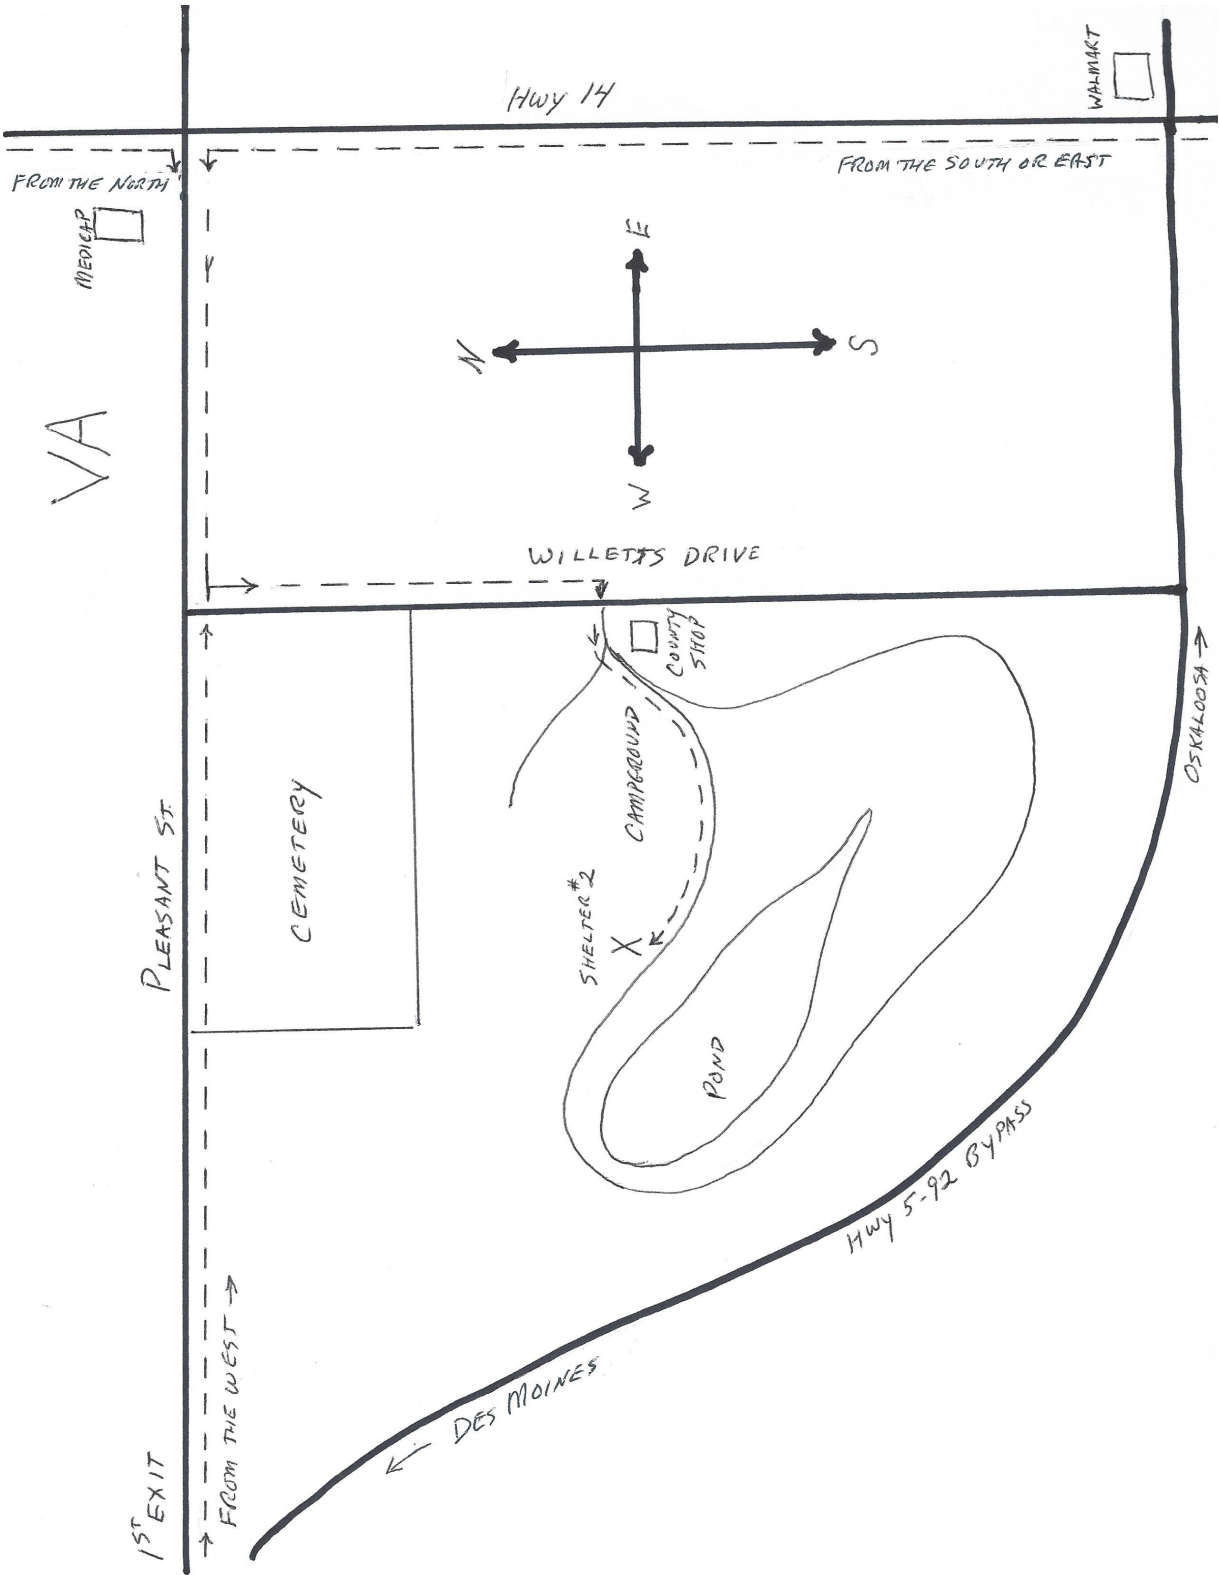 HWY 14
WALMART
FROM THE NORTH
FROM THE SOUTH OR EAST
MEDICAP
VA
E
N
S
W
WILLETTS DRIVE
COUNTY
SHOP
CAMPGROUND
OSKALOOSA →
PLEASANT ST.
CEMETERY
SHELTER #2
X
POND
HWY 5-92 BYPASS
← DES MOINES
FROM THE WEST →
1ST EXIT